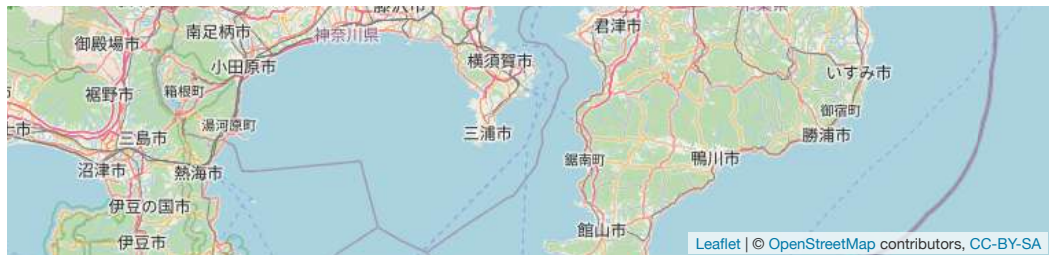 藤沢市
君津市
南足柄市
神奈川県
御殿場市
横須賀市
小田原市
いすみ市
箱根町
裾野市
御宿町
湯河原町
三島市
三浦市
勝浦市
鋸南町
鴨川市
沼津市
熱海市
伊豆の国市
館山市
伊豆市
Leaflet | © OpenStreetMap contributors, CC-BY-SA